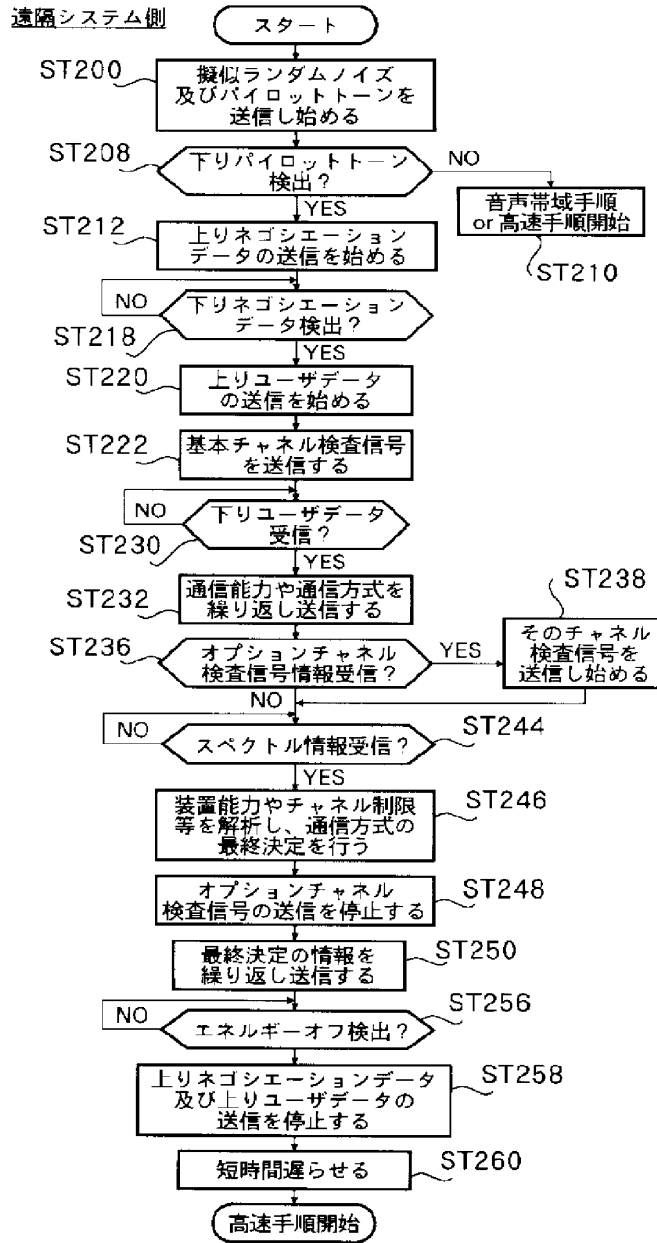 遠隔システム側
スタート
ST200
擬似ランダムノイズ
及びパイロットトーンを
送信し始める
ST208
下りパイロットトーン
検出？
NO
YES
音声帯域手順
or 高速手順開始
ST210
ST212
上りネゴシエーション
データの送信を始める
NO
下りネゴシエーション
データ検出？
ST218
YES
ST220
上りユーザデータ
の送信を始める
ST222
基本チャネル検査信号
を送信する
NO
下りユーザデータ
受信？
ST230
YES
ST232
通信能力や通信方式を
繰り返し送信する
ST236
オプションチャネル
検査信号情報受信？
YES
ST238
そのチャネル
検査信号を
送信し始める
NO
NO
スペクトル情報受信？
ST244
YES
装置能力やチャネル制限
等を解析し、通信方式の
最終決定を行う
ST246
オプションチャネル
検査信号の送信を停止する
ST248
最終決定の情報を
繰り返し送信する
ST250
NO
エネルギーオフ検出？
ST256
上りネゴシエーションデータ
及び上りユーザデータの
送信を停止する
ST258
短時間遅らせる
ST260
高速手順開始